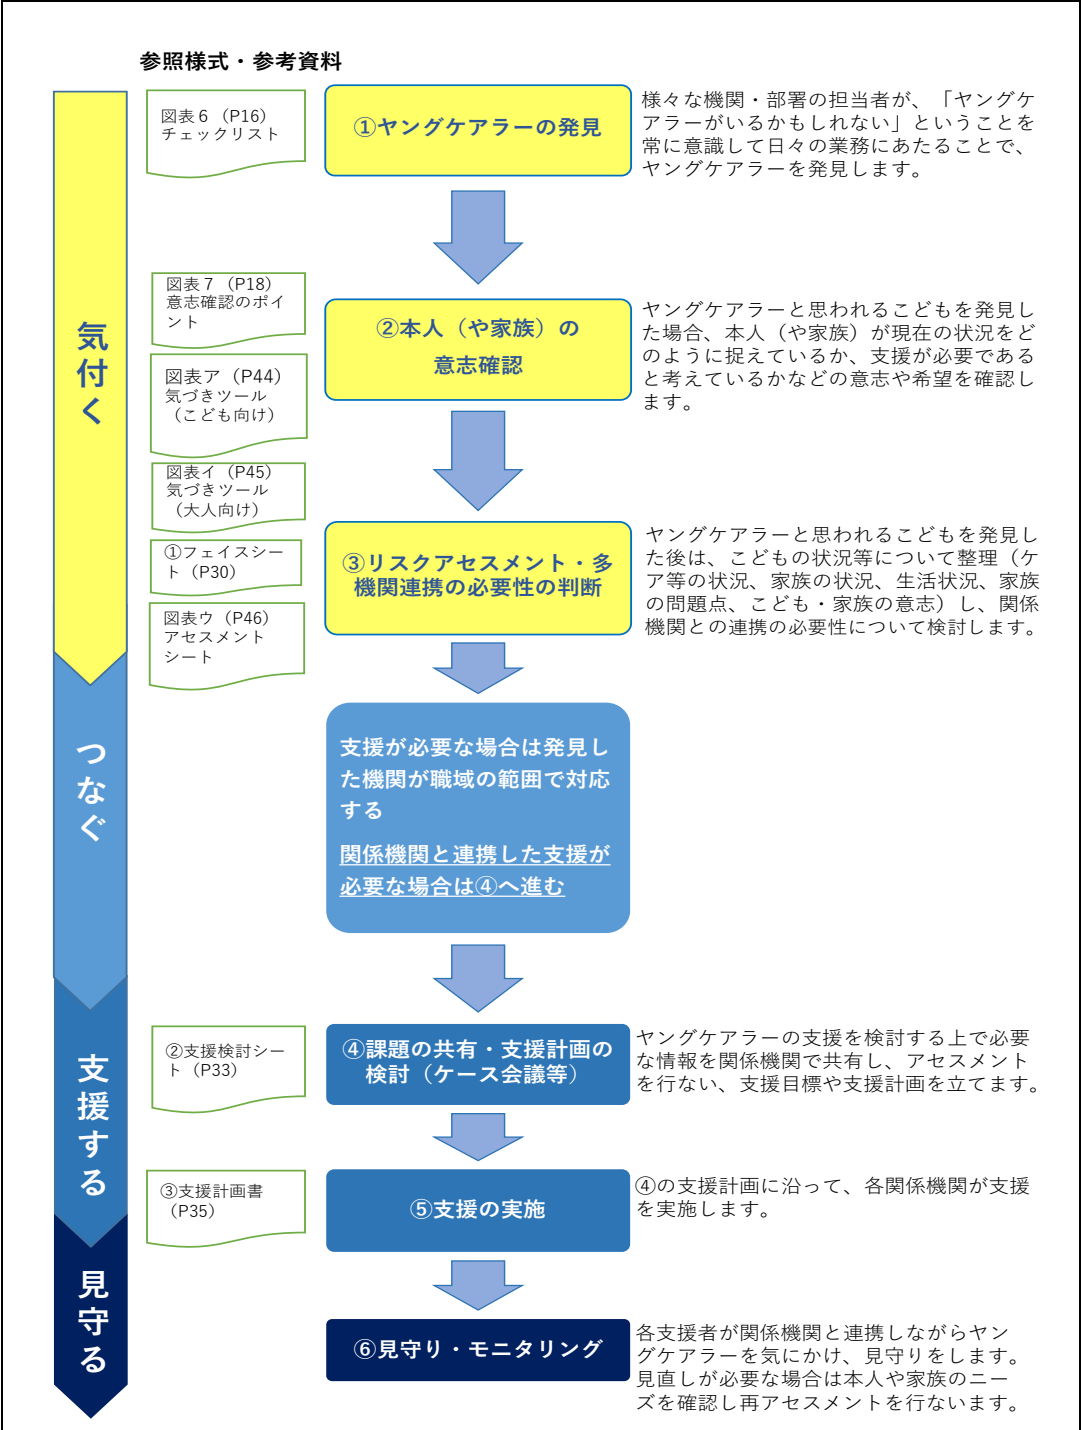 参照様式・参考資料
気付く
図表６（P16）
チェックリスト
①ヤングケアラーの発見
様々な機関・部署の担当者が、「ヤングケ
アラーがいるかもしれない」ということを
常に意識して日々の業務にあたることで、
ヤングケアラーを発見します。
図表７（P18）
意志確認のポイ
ント
図表ア（P44）
気づきツール
（こども向け）
②本人（や家族）の
意志確認
ヤングケアラーと思われるこどもを発見し
た場合、本人（や家族）が現在の状況をど
のように捉えているか、支援が必要である
と考えているかなどの意志や希望を確認し
ます。
図表イ（P45）
気づきツール
（大人向け）
①フェイスシー
ト（P30）
図表ウ（P46）
アセスメント
シート
③リスクアセスメント・多
機関連携の必要性の判断
ヤングケアラーと思われるこどもを発見し
た後は、こどもの状況等について整理（ケ
ア等の状況、家族の状況、生活状況、家族
の問題点、こども・家族の意志）し、関係
機関との連携の必要性について検討します。
つなぐ
支援が必要な場合は発見し
た機関が職域の範囲で対応
する
関係機関と連携した支援が
必要な場合は④へ進む
支援する
②支援検討シー
ト（P33）
④課題の共有・支援計画の
検討（ケース会議等）
ヤングケアラーの支援を検討する上で必要
な情報を関係機関で共有し、アセスメント
を行ない、支援目標や支援計画を立てます。
③支援計画書
（P35）
⑤支援の実施
④の支援計画に沿って、各関係機関が支援
を実施します。
見守る
⑥見守り・モニタリング
各支援者が関係機関と連携しながらヤン
グケアラーを気にかけ、見守りをします。
見直しが必要な場合は本人や家族のニー
ズを確認し再アセスメントを行ないます。